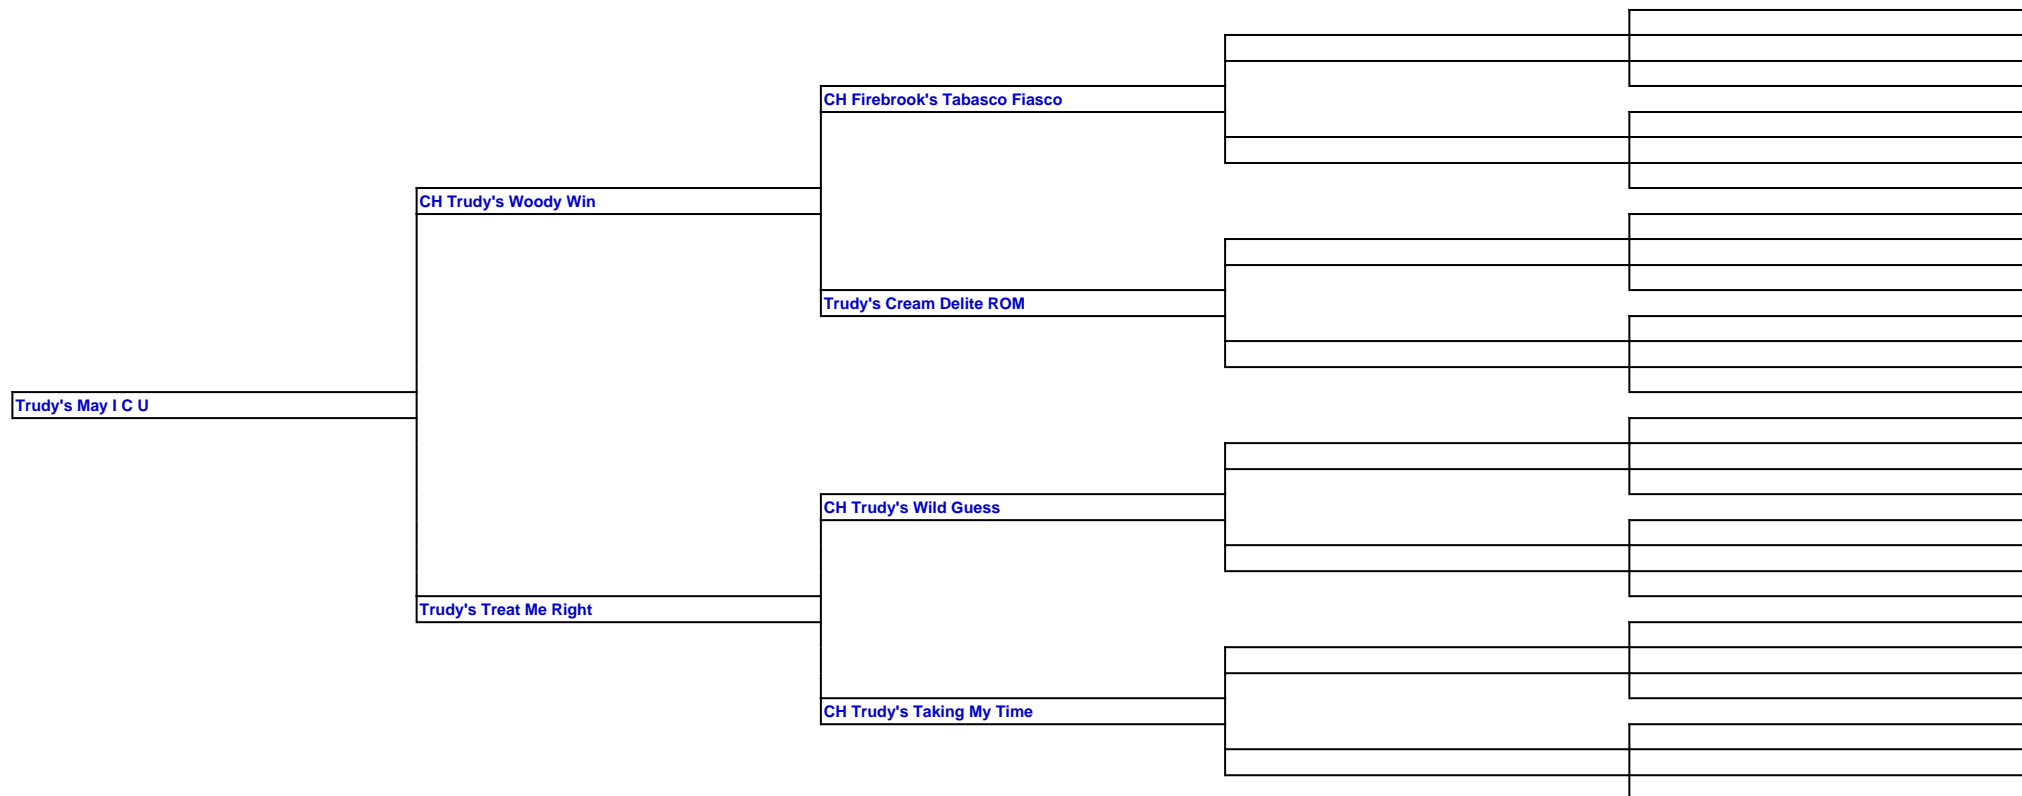 CH Firebrook's Tabasco Fiasco
CH Trudy's Woody Win
Trudy's Cream Delite ROM
Trudy's May I C U
CH Trudy's Wild Guess
Trudy's Treat Me Right
CH Trudy's Taking My Time